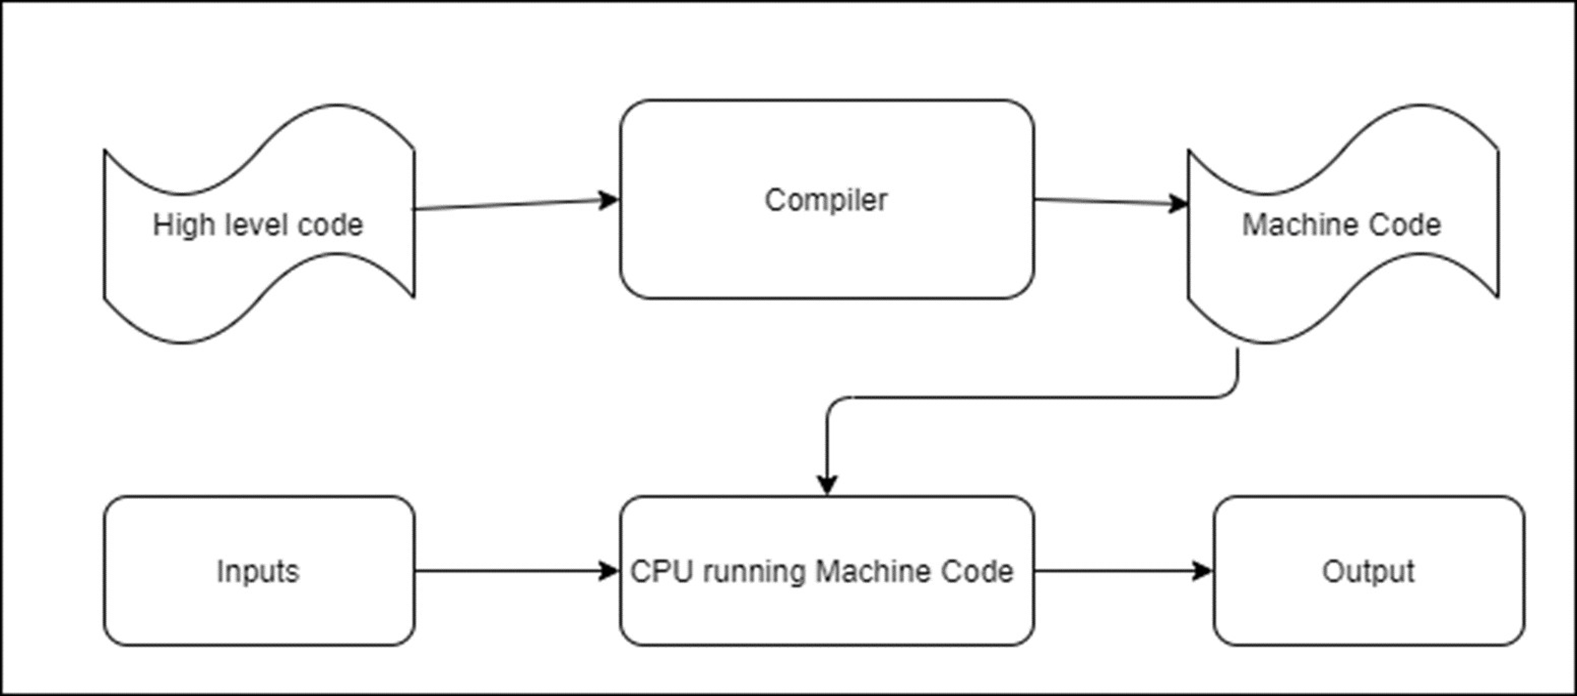 High level code
Compiler
Machine Code
Inputs
CPU running Machine Code
Output